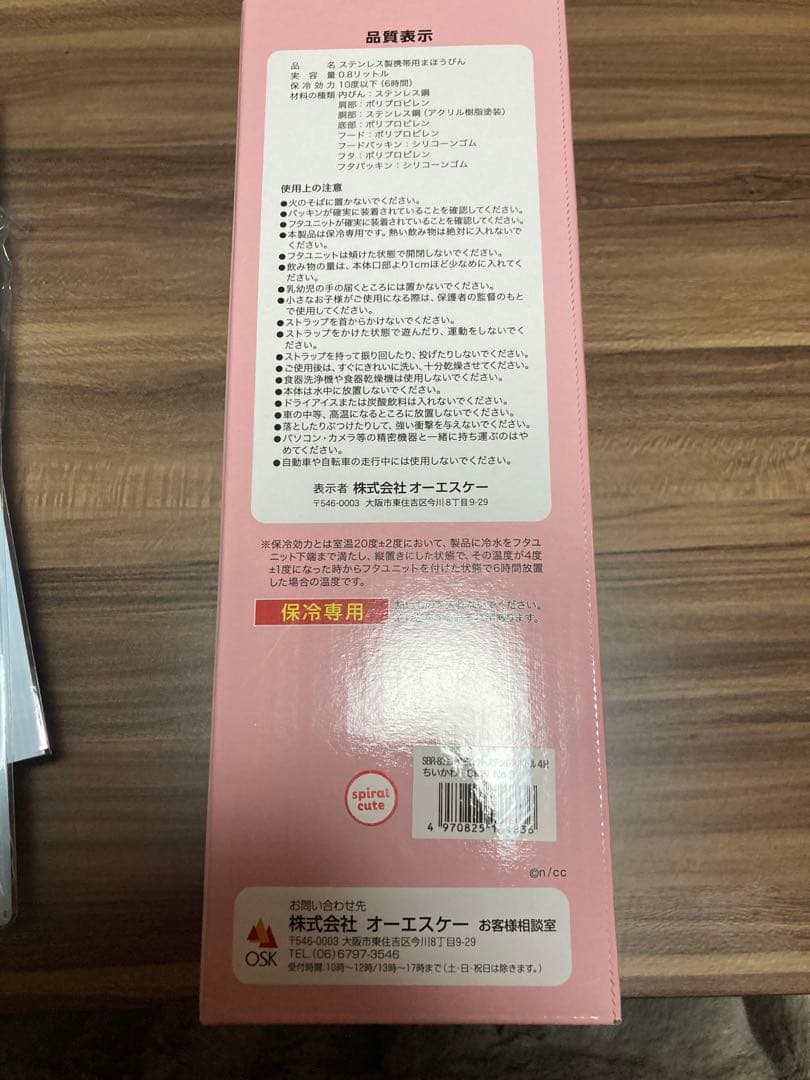 品質表示
品 名 ステンレス製携帯用まほうびん
実 容 量 0.8リットル
保 冷 効 力 10度以下(6時間)
材料の種類 内びん:ステンレス鋼
肩部:ポリプロピレン
胴部:ステンレス鋼(アクリル樹脂塗装)
底部:ポリプロピレン
フード:ポリプロピレン
フードパッキン:シリコーンゴム
フタ:ポリプロピレン
フタパッキン:シリコーンゴム
使用上の注意
●火のそばに置かないでください。
●パッキンが確実に装着されていることを確認してください。
●フタユニットが確実に装着されていることを確認してください。
●本製品は保冷専用です。熱い飲み物は絶対に入れないで
ください。
●フタユニットは傾けた状態で開閉しないでください。
●飲み物の量は、本体口部より1cmほど少なめに入れてく
ださい。
●乳幼児の手の届くところには置かないでください。
●小さなお子様がご使用になる際は、保護者の監督のもと
で使用してください。
●ストラップを首からかけないでください。
●ストラップをかけた状態で遊んだり、運動をしないでく
ださい。
●ストラップを持って振り回したり、投げたりしないでください。
●ご使用後は、すぐにきれいに洗い、十分乾燥させてください。
●食器洗浄機や食器乾燥機は使用しないでください。
●本体は水中に放置しないでください。
●ドライアイスまたは炭酸飲料は入れないでください。
●車の中等、高温になるところに放置しないでください。
●落としたりぶつけたりして、強い衝撃を与えないでください。
●パソコン・カメラ等の精密機器と一緒に持ち運ぶのはや
めてください。
●自動車や自転車の走行中には使用しないでください。
表示者 株式会社 オーエスケー
〒546-0003 大阪市東住吉区今川8丁目9-29
※保冷効力とは室温20度±2度において、製品に冷水をフタユ
ニット下端まで満たし、縦置きにした状態で、その温度が4度
±1度になった時からフタユニットを付けた状態で6時間放置
した場合の温度です。
保冷専用
ください。
あります。
ちいかわ
spiral
cute
4 970825
©n/cc
お問い合わせ先
株式会社 オーエスケー お客様相談室
〒546-0003 大阪市東住吉区今川8丁目9-29
TEL.(06)6797-3546
受付時間:10時~12時/13時~17時まで(土・日・祝日は除きます。)
OSK